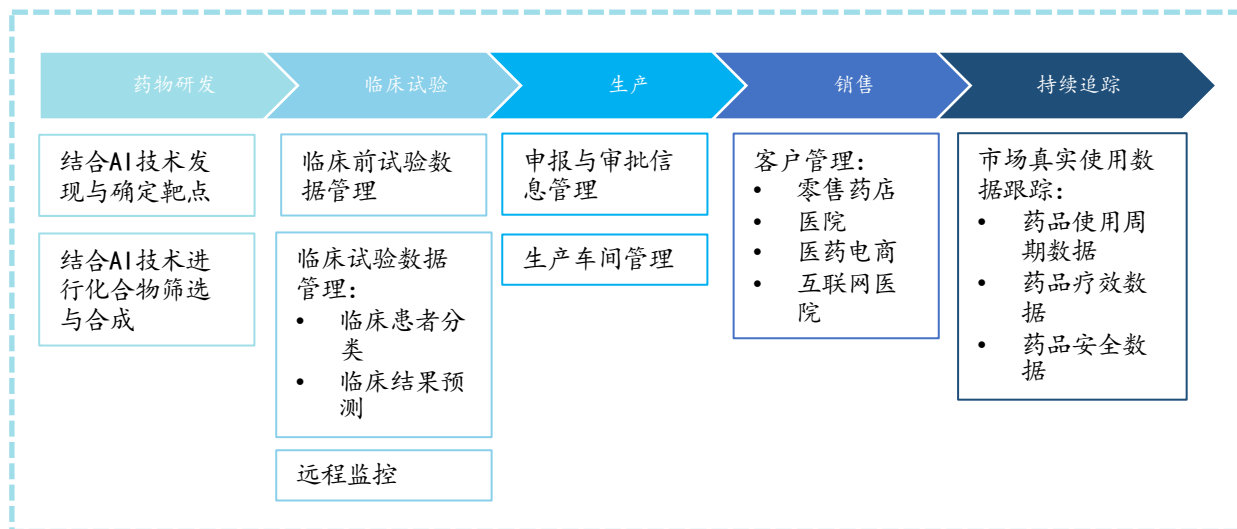 药物研发
临床试验
生产
销售
持续追踪
结合AI技术发
现与确定靶点
结合AI技术进
行化合物筛选
与合成
临床前试验数
据管理
临床试验数据
管理:
• 临床患者分
类
• 临床结果预
测
远程监控
申报与审批信
息管理
生产车间管理
客户管理:
• 零售药店
• 医院
• 医药电商
• 互联网医
院
市场真实使用数
据跟踪:
• 药品使用周
期数据
• 药品疗效数
据
• 药品安全数
据